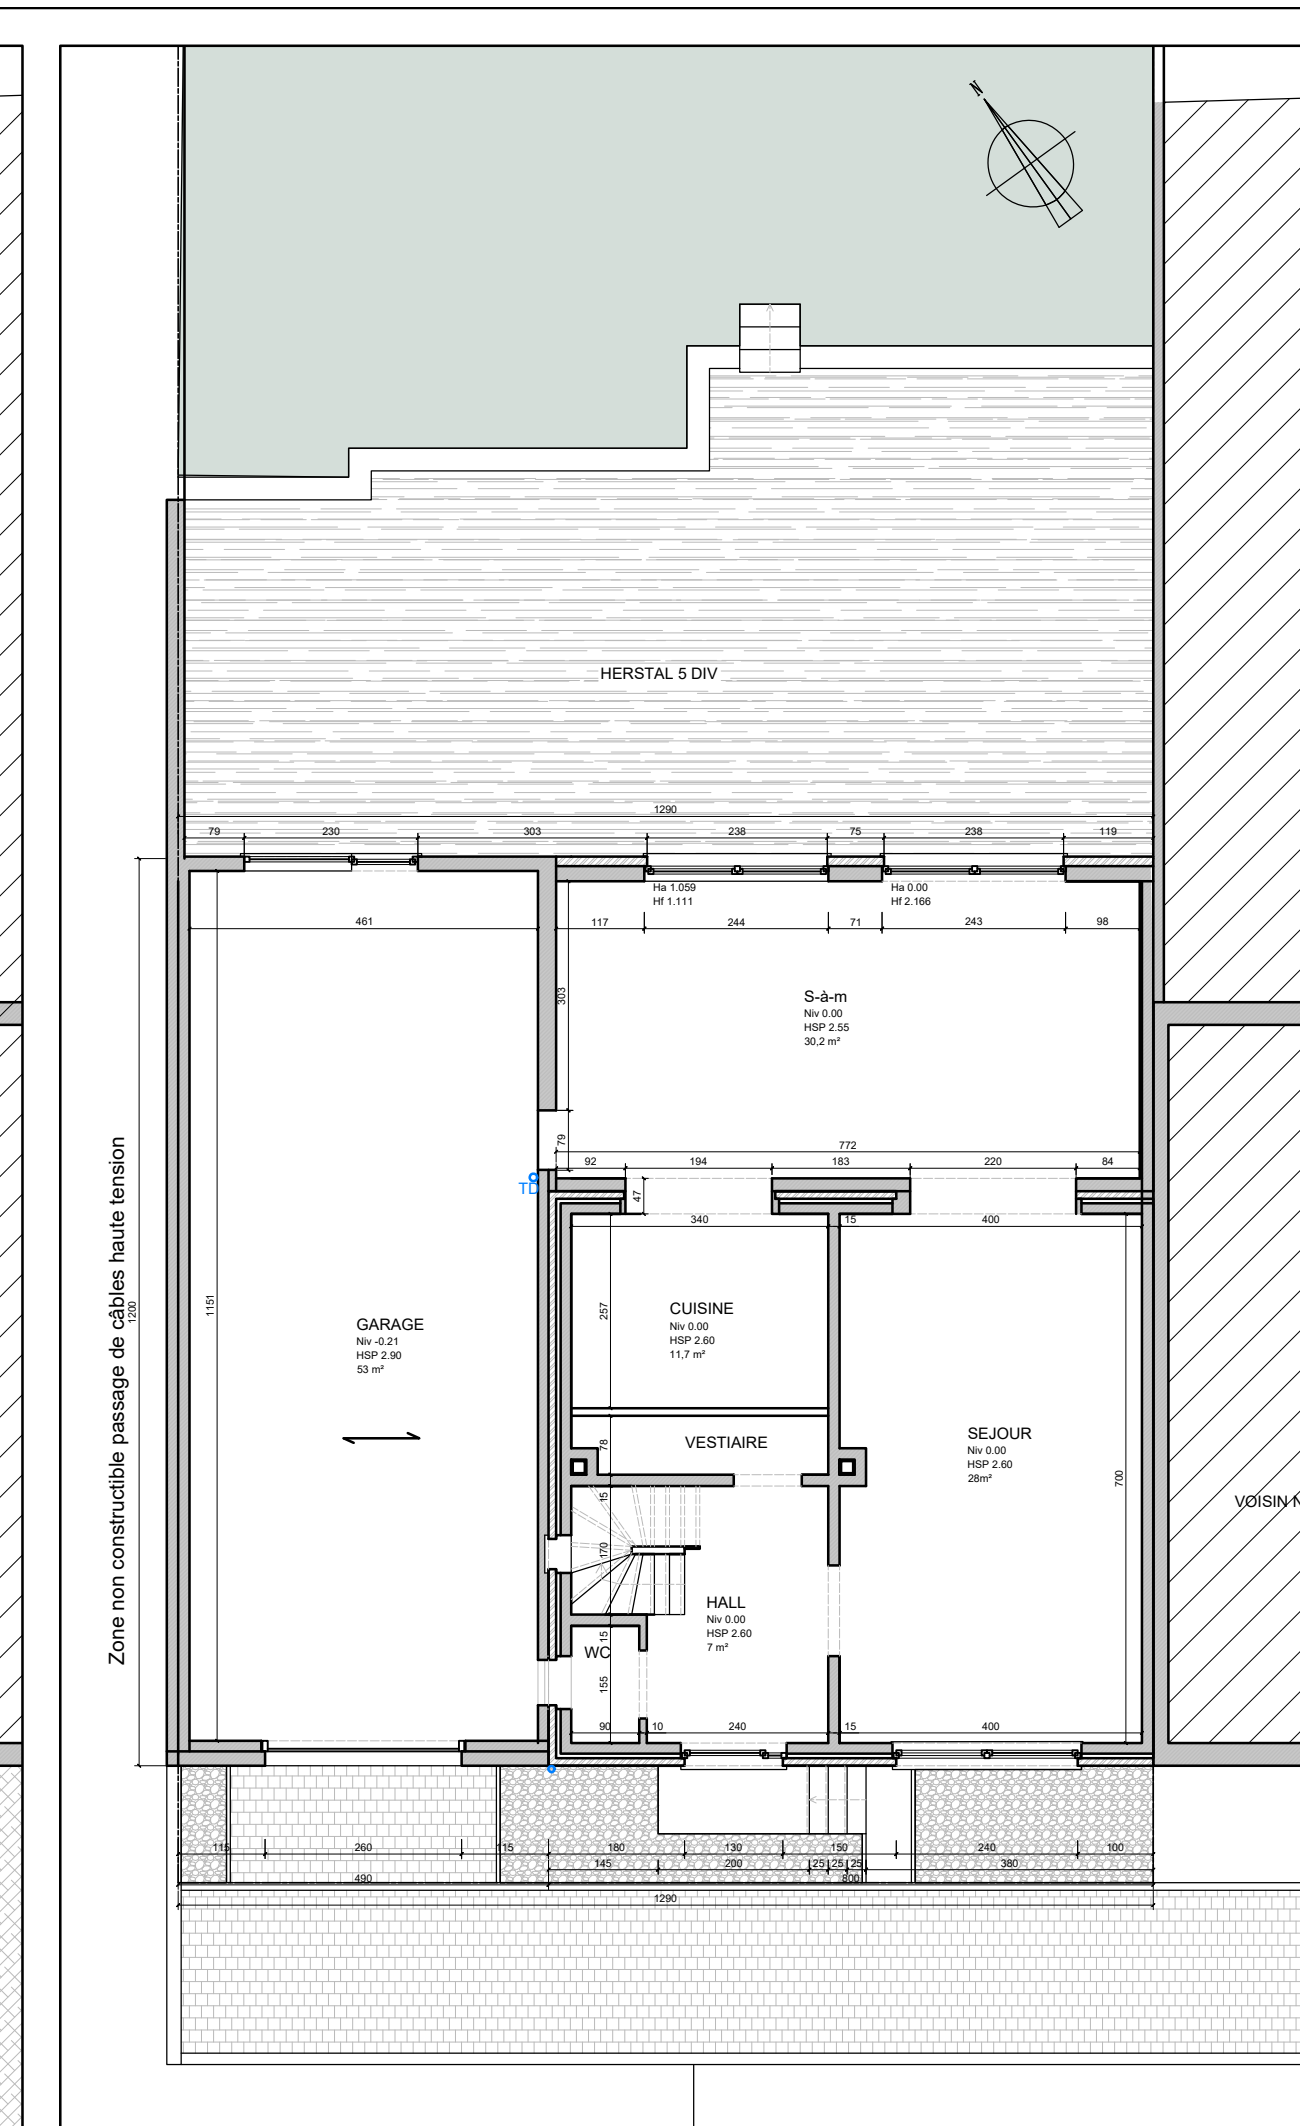 N
HERSTAL 5 DIV
1290
79
230
303
238
75
238
119
Ha 1.059
Hf 1.111
Ha 0.00
Hf 2.166
461
117
244
71
243
98
303
S-à-m
Niv 0.00
HSP 2.55
30,2 m²
79
772
92
194
183
220
84
TD
47
340
15
400
Zone non constructible passage de câbles haute tension
1200
1151
257
CUISINE
Niv 0.00
HSP 2.60
11,7 m²
GARAGE
Niv -0.21
HSP 2.90
53 m²
78
VESTIAIRE
SEJOUR
Niv 0.00
HSP 2.60
28m²
700
VOISIN N
15
170
HALL
Niv 0.00
HSP 2.60
7 m²
15
WC
155
90
10
240
15
400
115
260
115
180
130
150
240
100
145
200
25
25
25
380
490
800
1290